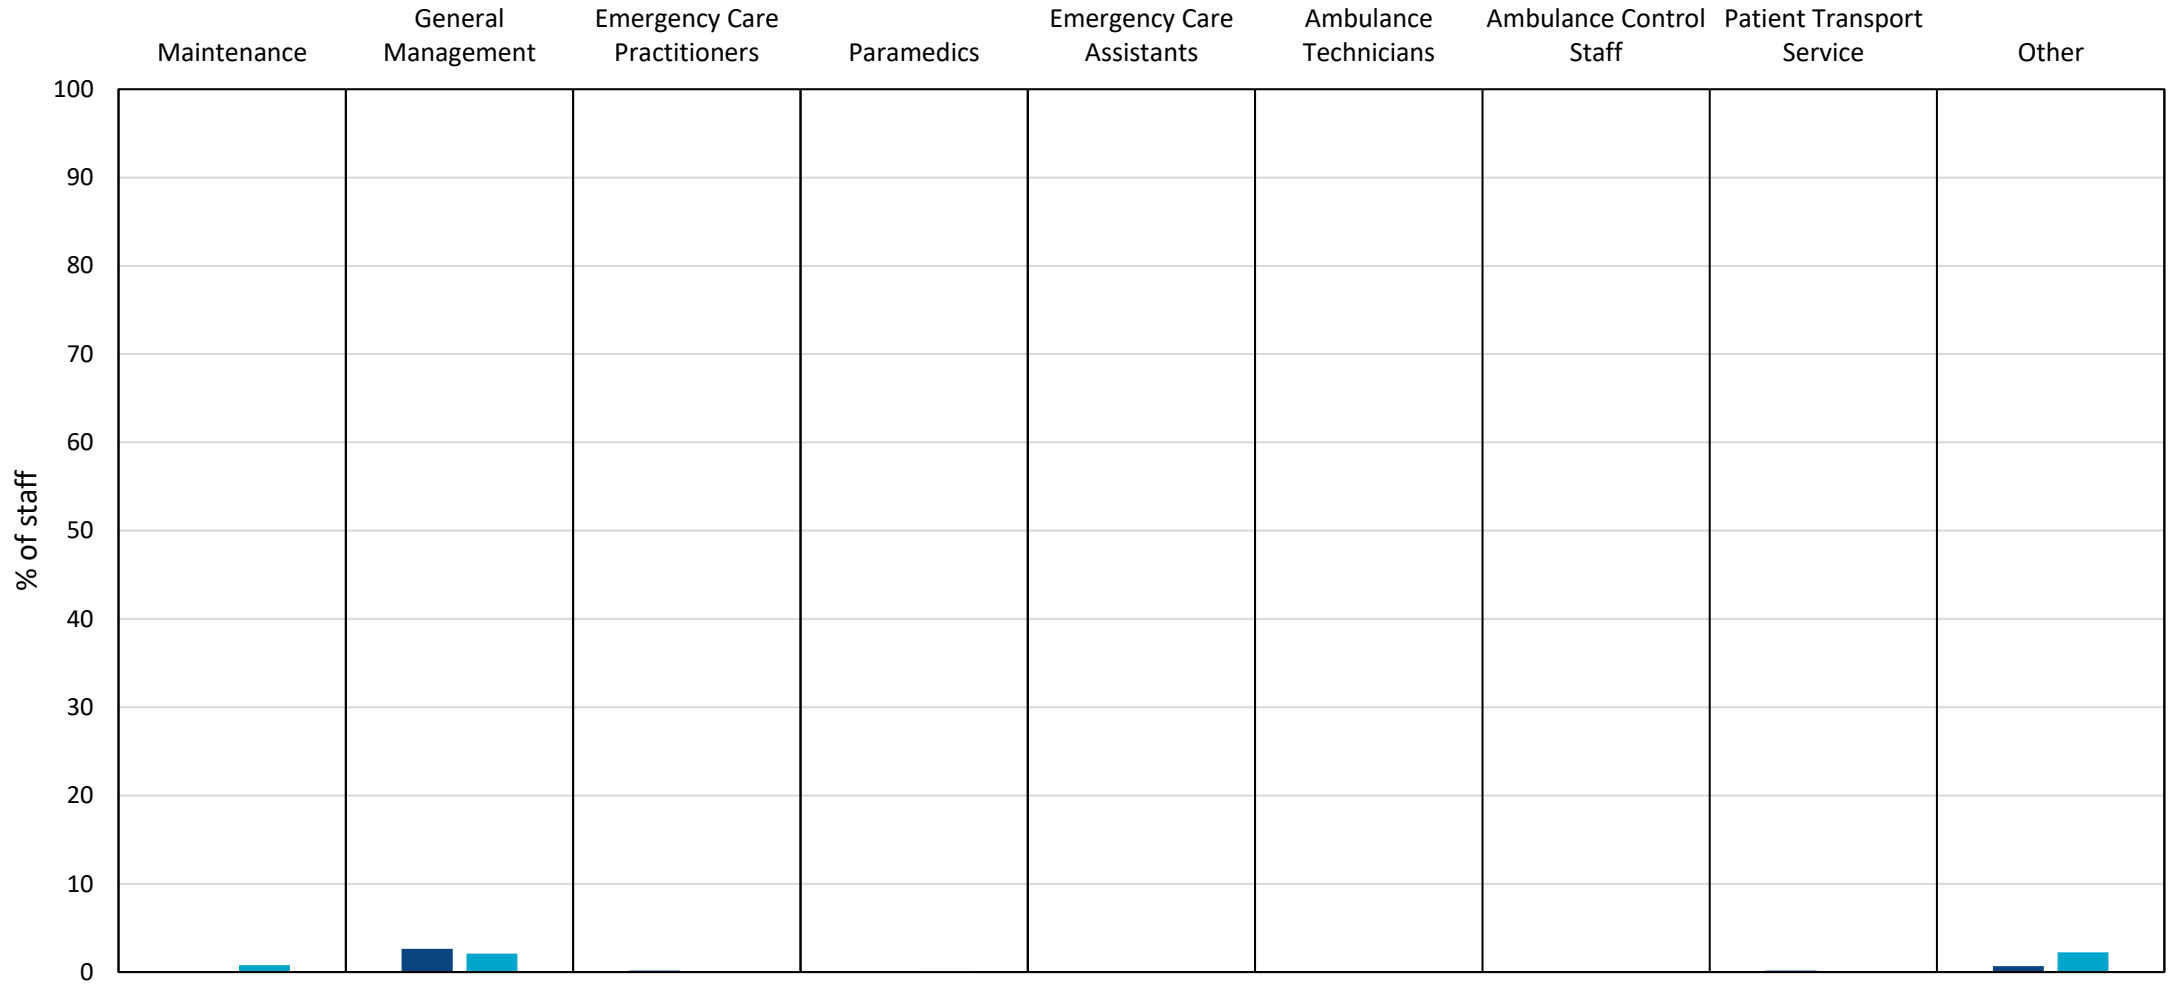 Maintenance
General
Management
Emergency Care
Practitioners
Paramedics
Emergency Care
Assistants
Ambulance
Technicians
Ambulance Control
Staff
Patient Transport
Service
Other
100
90
80
70
60
50
40
30
20
10
0
% of staff